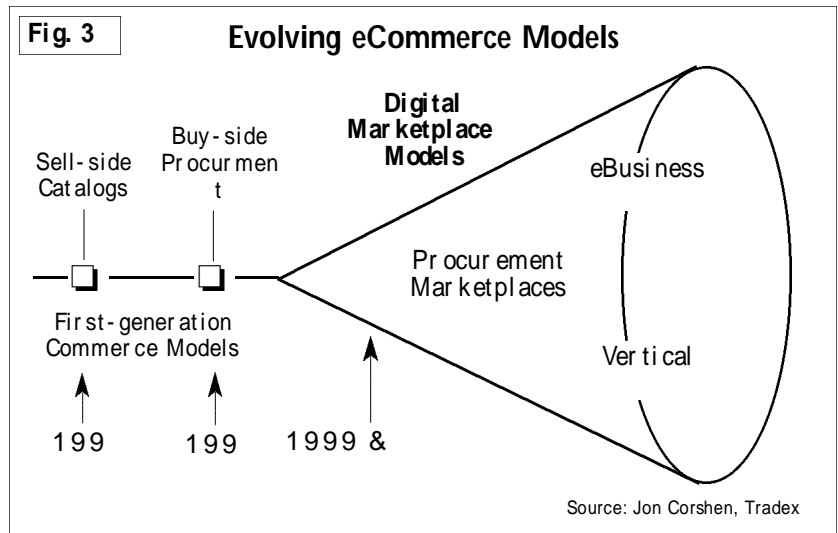 Fig. 3
Evolving eCommerce Models
Digital
Marketplace
Models
Buy-side
Procurmen
t
Sell-side
Catalogs
eBusiness
Procurement
Marketplaces
First-generation
Commerce Models
Vertical
199
199
1999 &
Source: Jon Corshen, Tradex